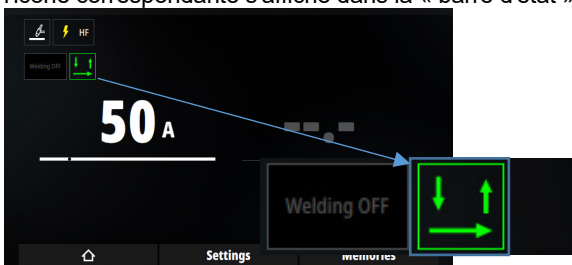 l'icône correspondante s'affiche dans la « barre d'état »
HF
Welding OFF
50 A
--.-
Welding OFF
Settings
Memories